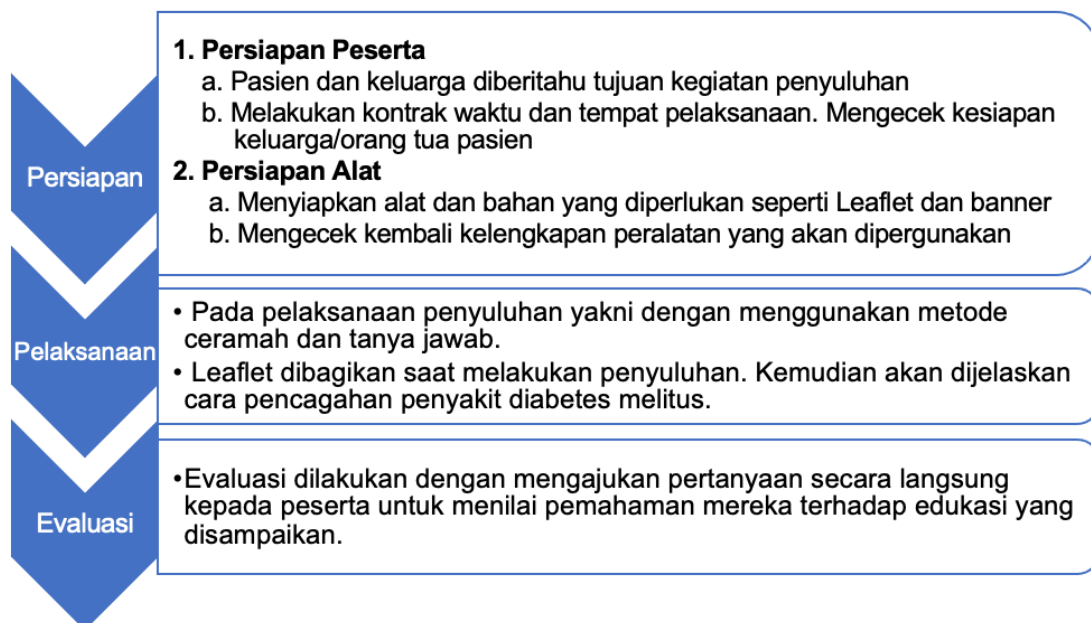 Persiapan
1. Persiapan Peserta
a. Pasien dan keluarga diberitahu tujuan kegiatan penyuluhan
b. Melakukan kontrak waktu dan tempat pelaksanaan. Mengecek kesiapan
keluarga/orang tua pasien
2. Persiapan Alat
a. Menyiapkan alat dan bahan yang diperlukan seperti Leaflet dan banner
b. Mengecek kembali kelengkapan peralatan yang akan dipergunakan
Pelaksanaan
• Pada pelaksanaan penyuluhan yakni dengan menggunakan metode
ceramah dan tanya jawab.
• Leaflet dibagikan saat melakukan penyuluhan. Kemudian akan dijelaskan
cara pencagahan penyakit diabetes melitus.
Evaluasi
•Evaluasi dilakukan dengan mengajukan pertanyaan secara langsung
kepada peserta untuk menilai pemahaman mereka terhadap edukasi yang
disampaikan.